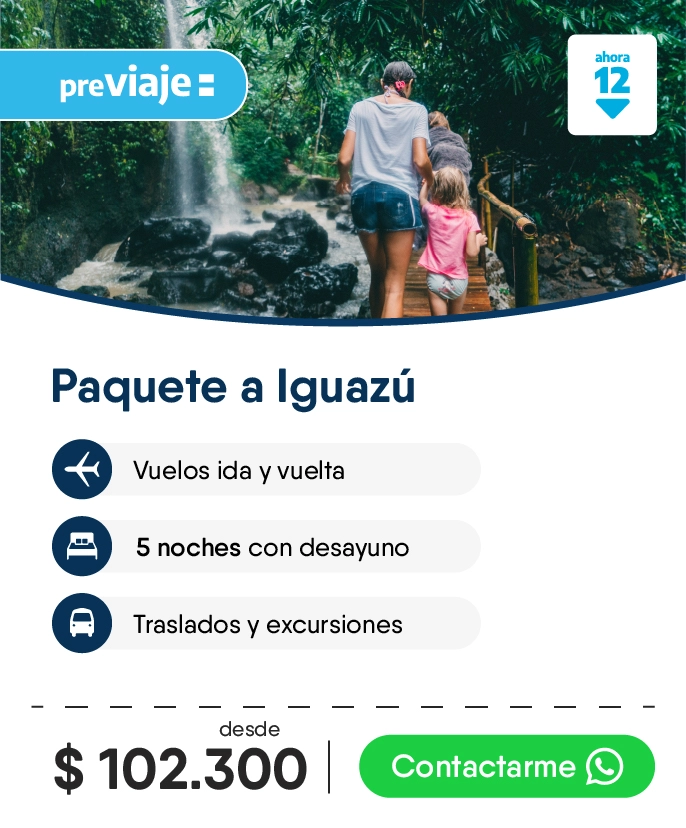 preViaje
ahora
12
Paquete a Iguazú
Vuelos ida y vuelta
5 noches con desayuno
Traslados y excursiones
desde
$ 102.300
Contactarme